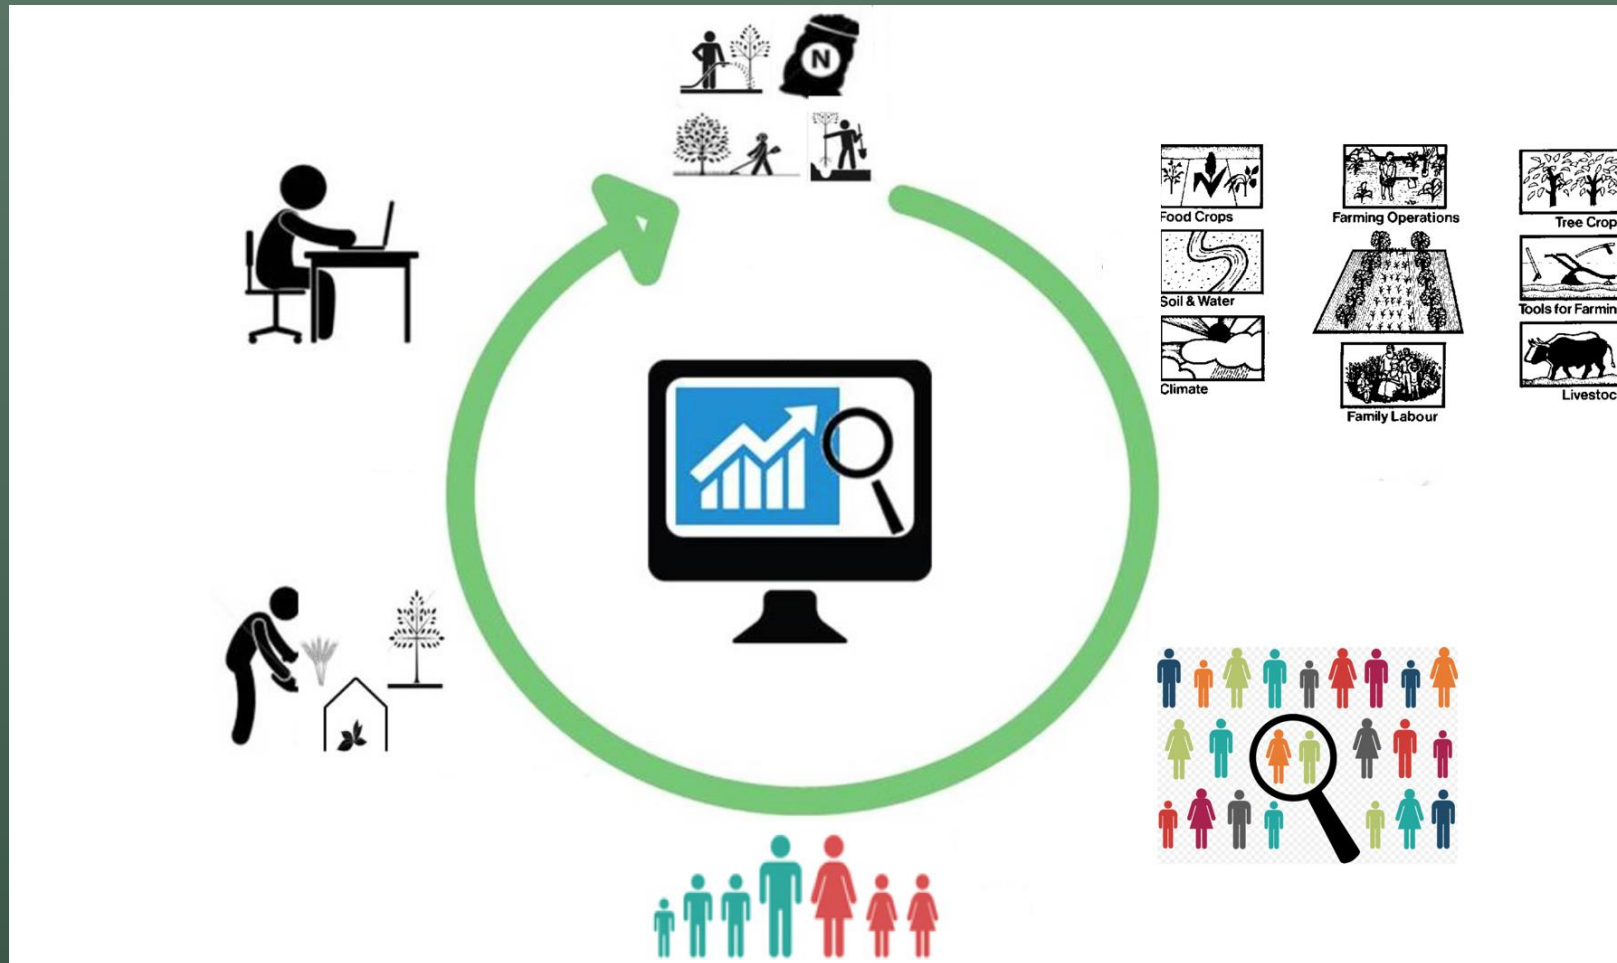 N
Food Crops
Farming Operations
Tree Crop
Soil & Water
Tools for Farmin
Climate
Livestoc
Family Labour